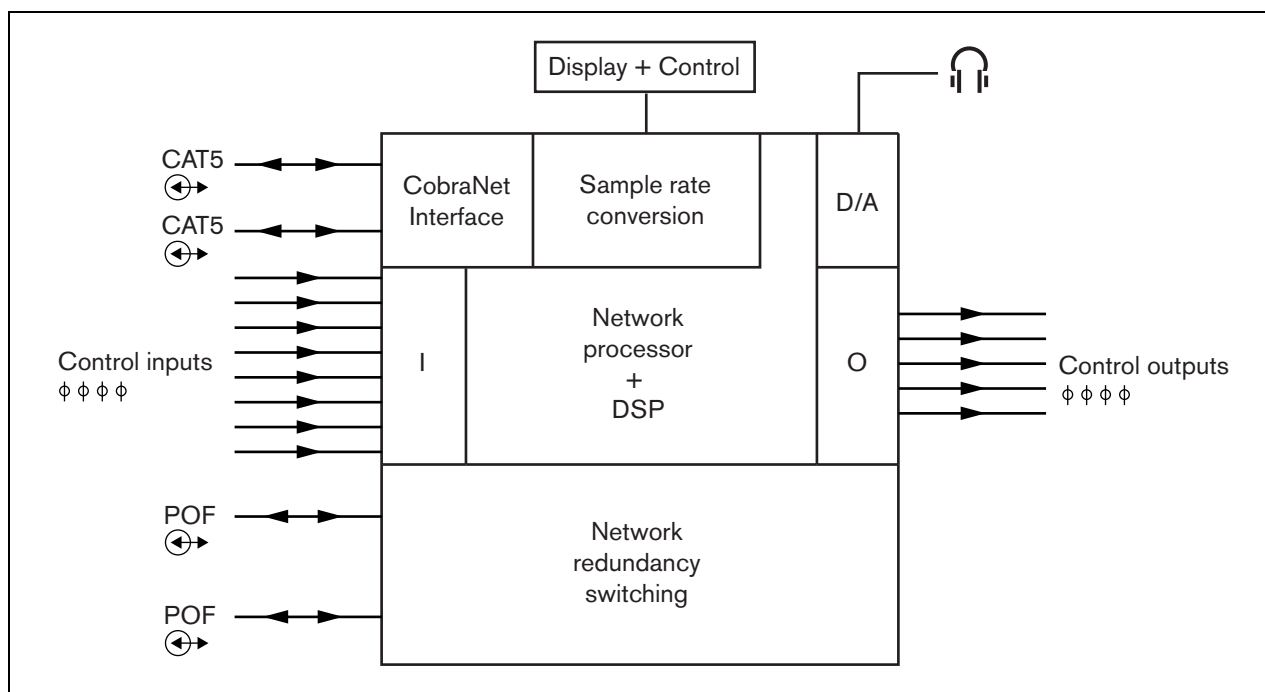 Display + Control
CAT5
CAT5
CobraNet
Interface
Sample rate
conversion
D/A
Control inputs
I
Network
processor
+
DSP
O
Control outputs
POF
POF
Network
redundancy
switching